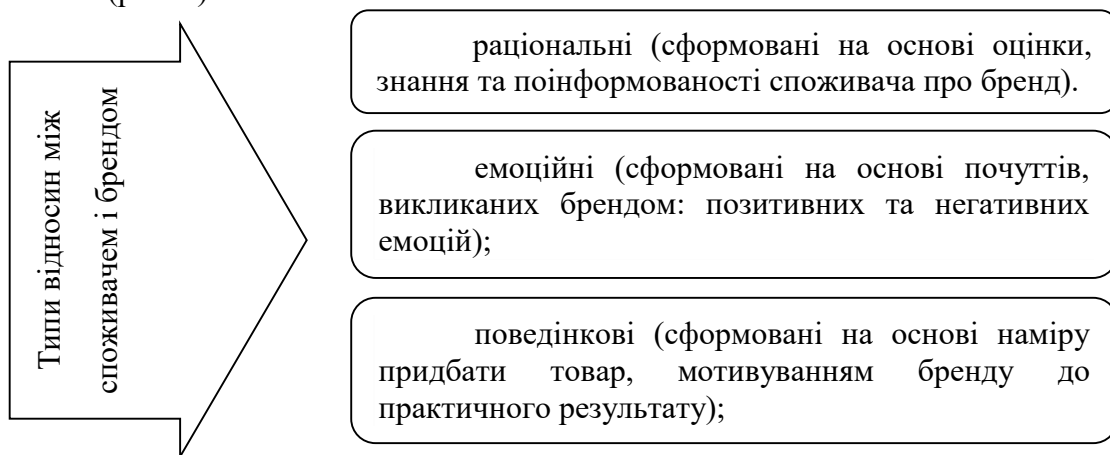 Типи відносин між
споживачем і брендом
раціональні (сформовані на основі оцінки,
знання та поінформованості споживача про бренд).
емоційні (сформовані на основі почуттів,
викликаних брендом: позитивних та негативних
емоцій);
поведінкові (сформовані на основі наміру
придбати товар, мотивуванням бренду до
практичного результату);